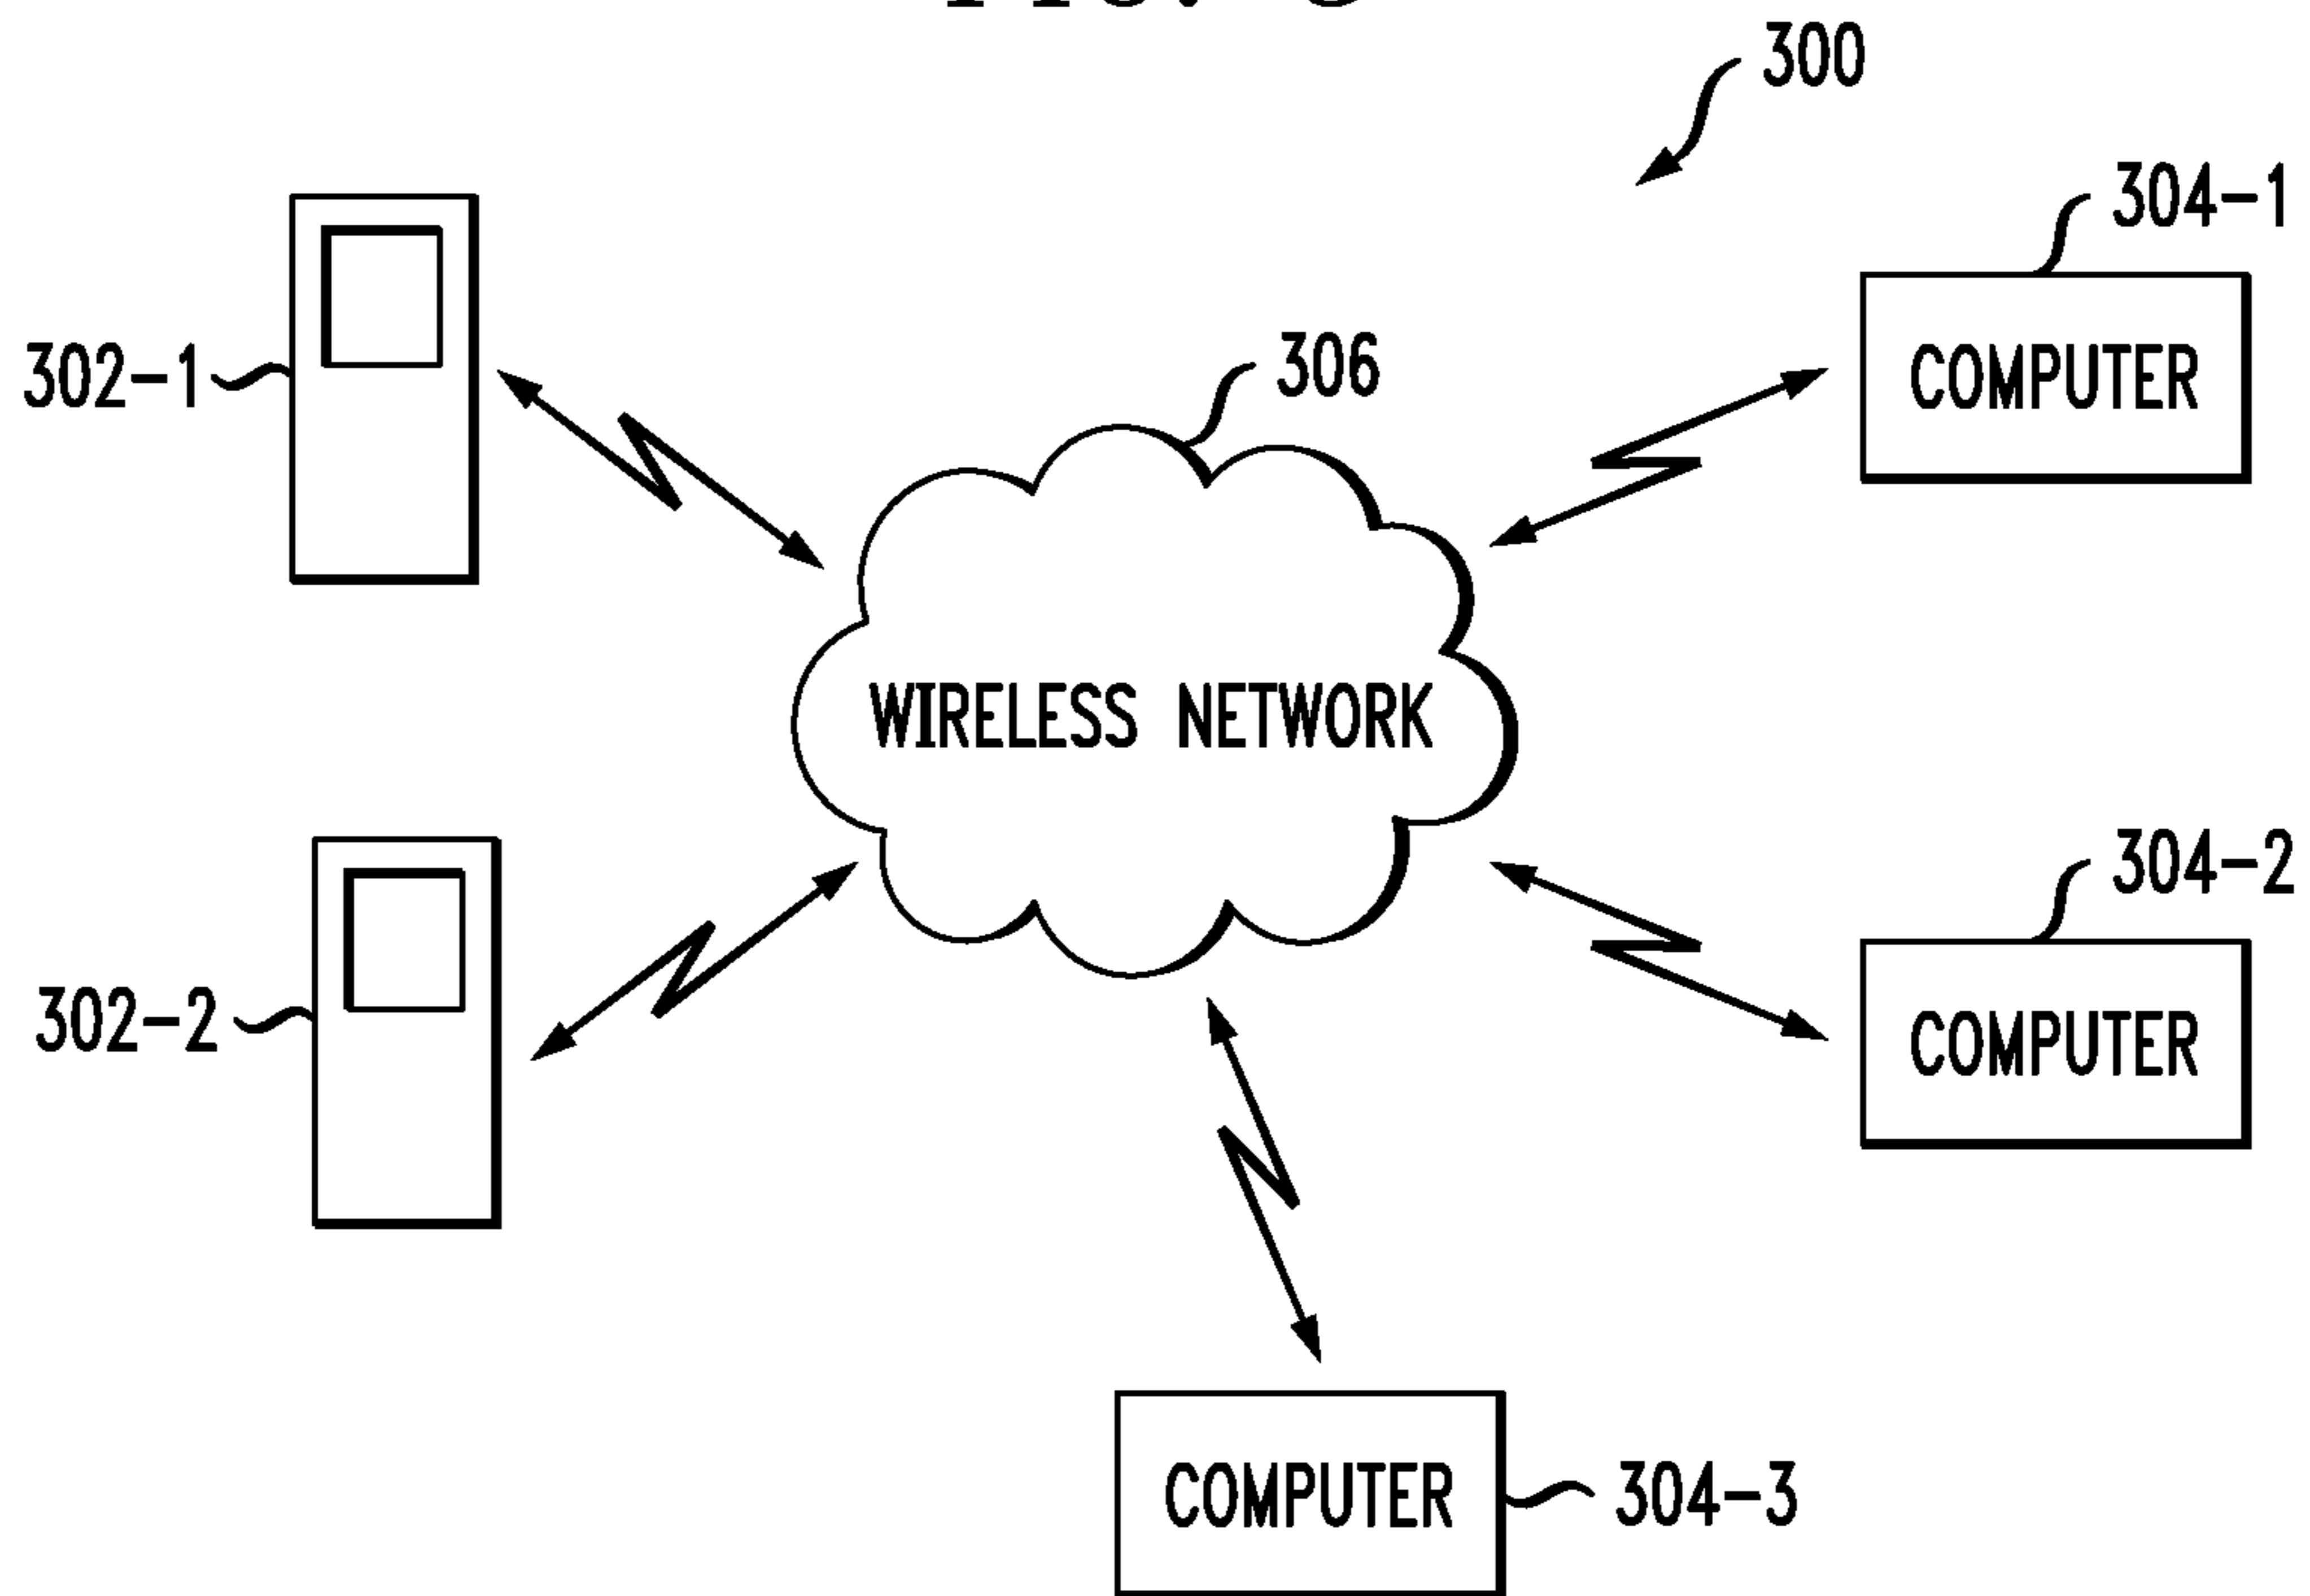 300
304-1
302-1
306
COMPUTER
WIRELESS NETWORK
304-2
302-2
COMPUTER
COMPUTER
304-3